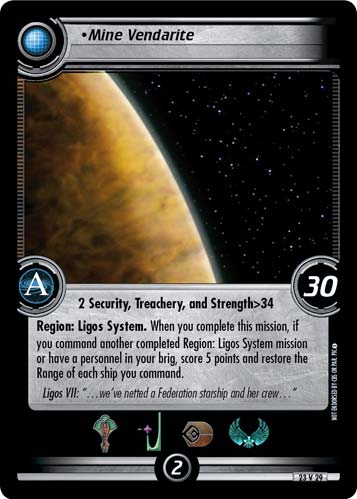 •Mine Vendarite
A
30
2 Security, Treachery, and Strength>34
Region: Ligos System. When you complete this mission, if
you command another completed Region: Ligos System mission
or have a personnel in your brig, score 5 points and restore
the Range of each ship you command.
Ligos VII: “…we’ve netted a Federation starship and her crew…”
2
23 V 29